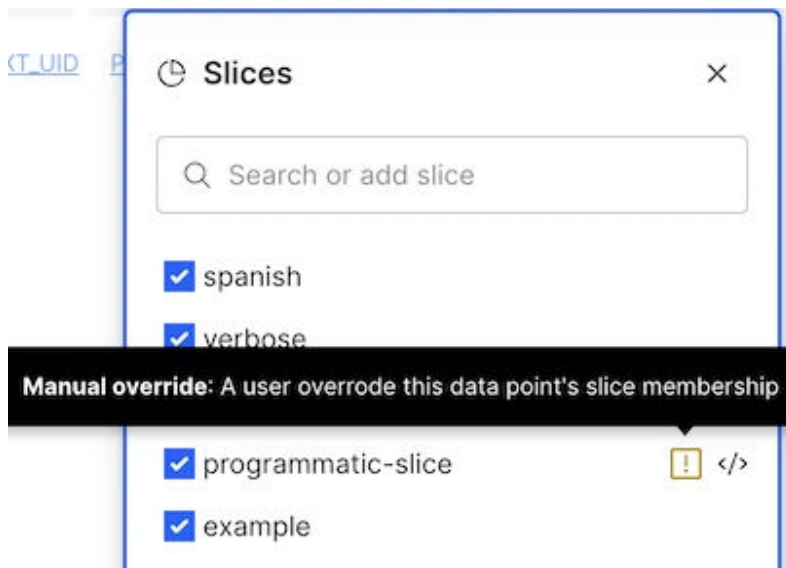 XT_UID P
Slices
Search or add slice
spanish
verbose
Manual override: A user overrode this data point's slice membership
programmatic-slice ! </>
example